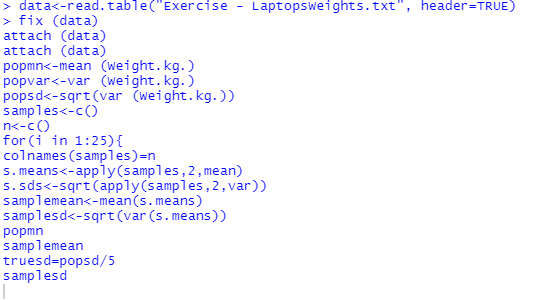 > data<-read.table("Exercise - LaptopsWeights.txt", header=TRUE)
> fix (data)
attach (data)
attach (data)
popmn<-mean (Weight.kg.)
popvar<-var (Weight.kg.)
popsd<-sqrt(var (Weight.kg.))
samples<-c()
n<-c()
for(i in 1:25){
colnames(samples)=n
s.means<-apply(samples,2,mean)
s.sds<-sqrt(apply(samples,2,var))
samplemean<-mean(s.means)
samplesd<-sqrt(var(s.means))
popmn
samplemean
truesd=popsd/5
samplesd